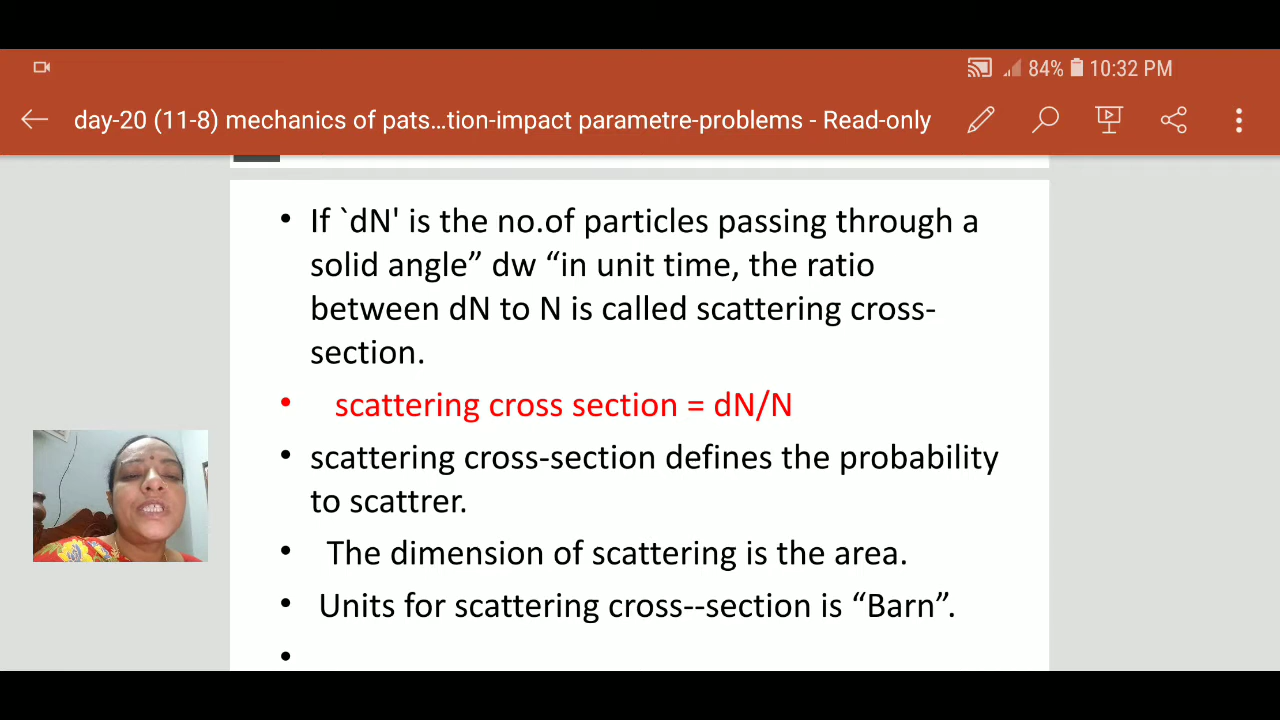 84% 10:32 PM
day-20 (11-8) mechanics of pats...tion-impact parametre-problems - Read-only
• If `dN' is the no.of particles passing through a
solid angle” dw “in unit time, the ratio
between dN to N is called scattering cross-
section.
• scattering cross section = dN/N
• scattering cross-section defines the probability
to scattrer.
• The dimension of scattering is the area.
• Units for scattering cross--section is “Barn”.
•